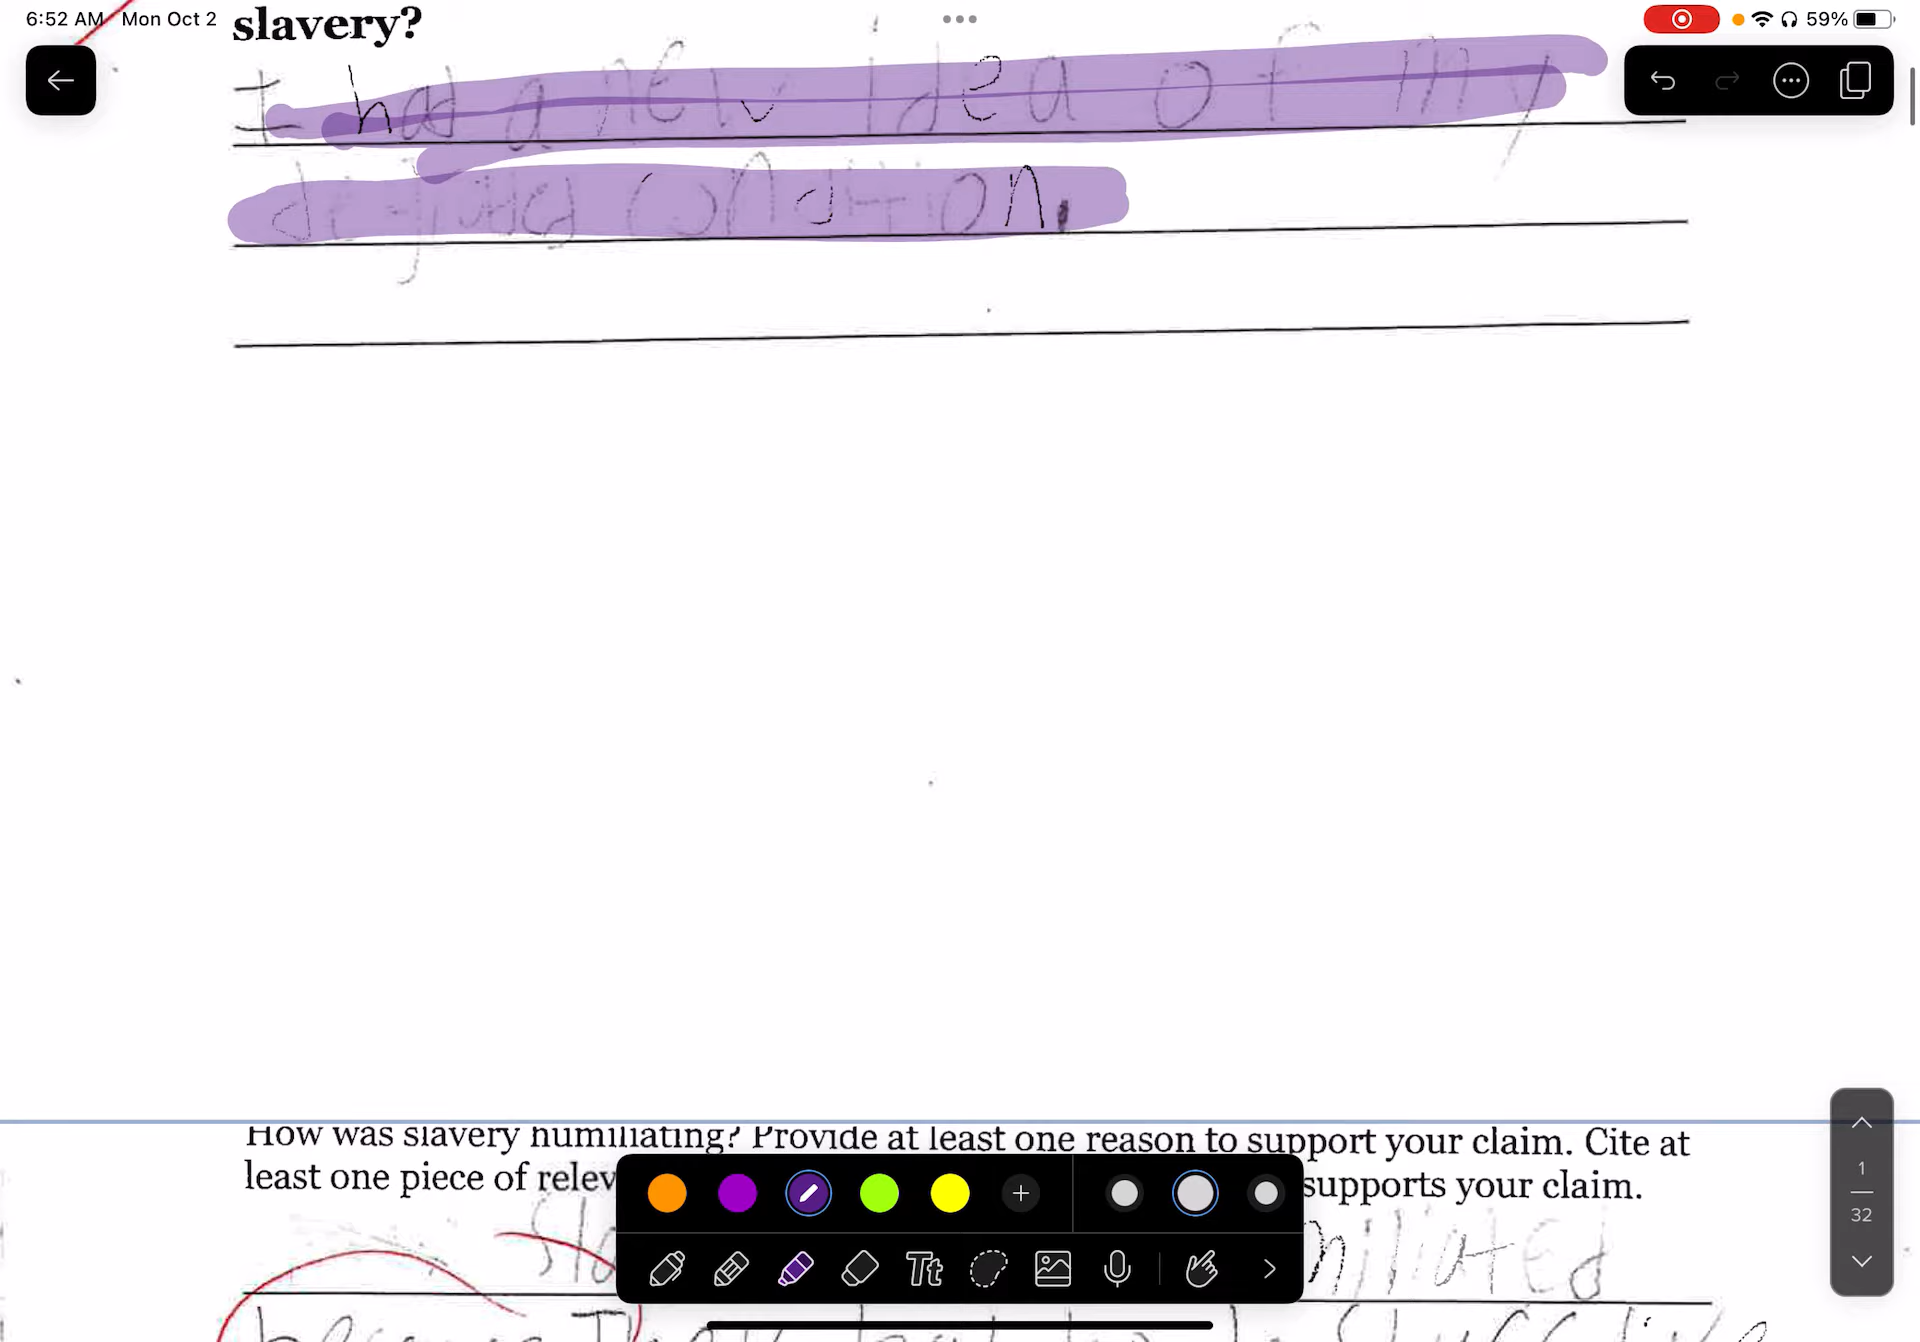 6:52 AM Mon Oct 2
59%
slavery?
I had a new idea of my
condition.
How was slavery humiliating? Provide at least one reason to support your claim. Cite at
least one piece of relev supports your claim.
Tt
1
32